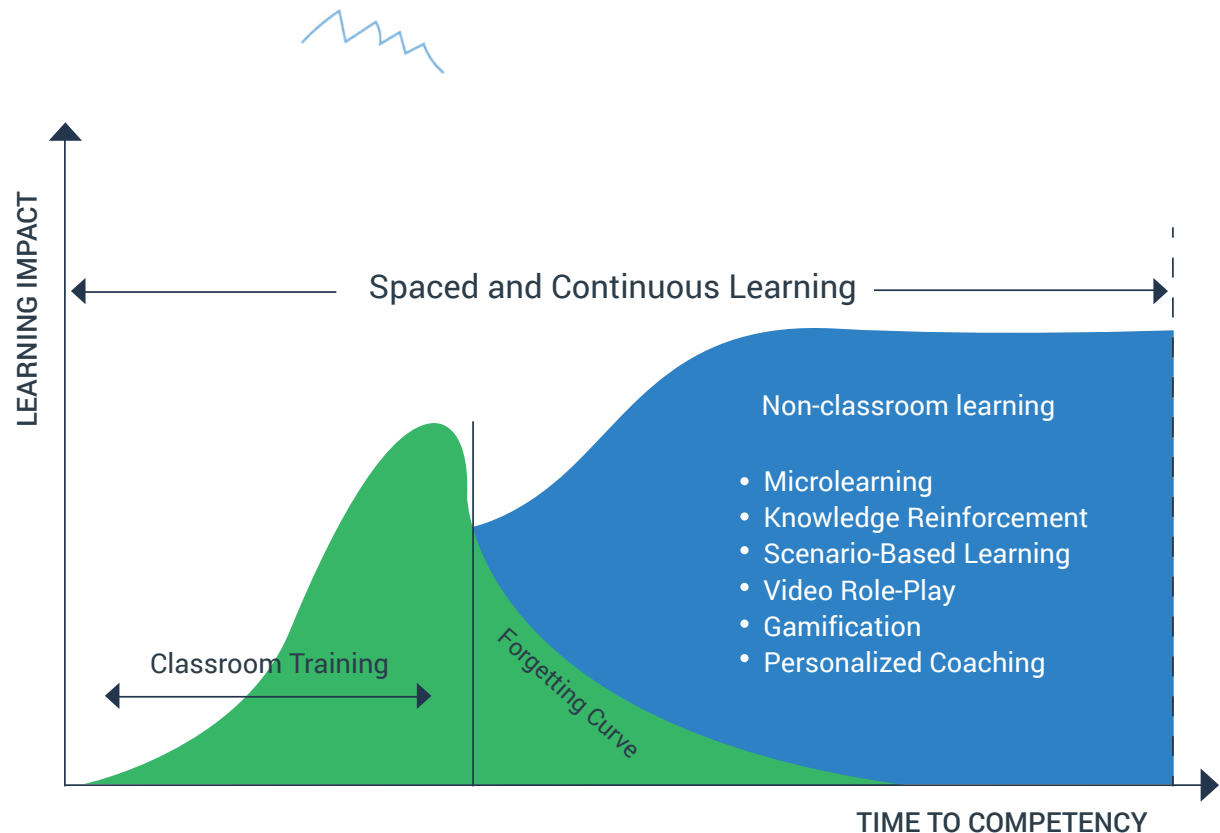 LEARNING IMPACT
Spaced and Continuous Learning
Non-classroom learning
• Microlearning
• Knowledge Reinforcement
• Scenario-Based Learning
• Video Role-Play
• Gamification
• Personalized Coaching
Classroom Training
Forgetting Curve
TIME TO COMPETENCY